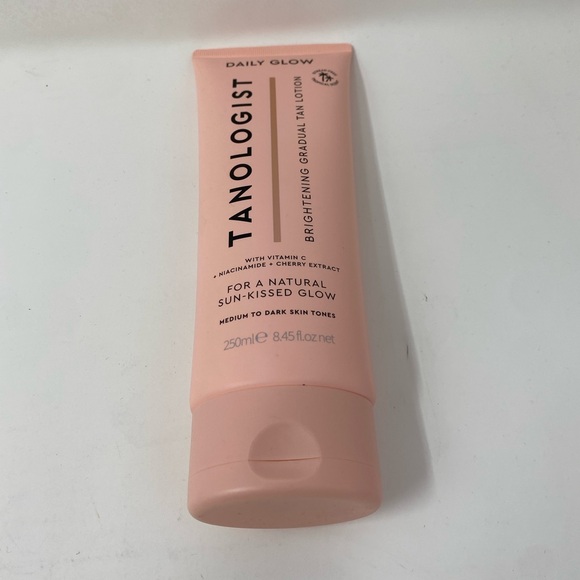 DAILY GLOW
TANOLOGIST
BRIGHTENING GRADUAL TAN LOTION
WITH VITAMIN C
+ NIACINAMIDE + CHERRY EXTRACT
FOR A NATURAL
SUN-KISSED GLOW
MEDIUM TO DARK SKIN TONES
250ml e 8.45 fl.oz net